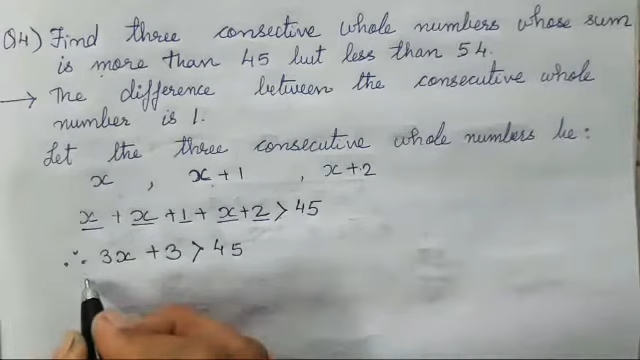 Q4) Find three consective whole numbers whose sum
is more than 45 but less than 54.
→ The difference between the consecutive whole
number is 1.
Let the three consecutive whole numbers be:
x , x+1 , x+2
x + x + 1 + x + 2 > 45
∴ 3x + 3 > 45